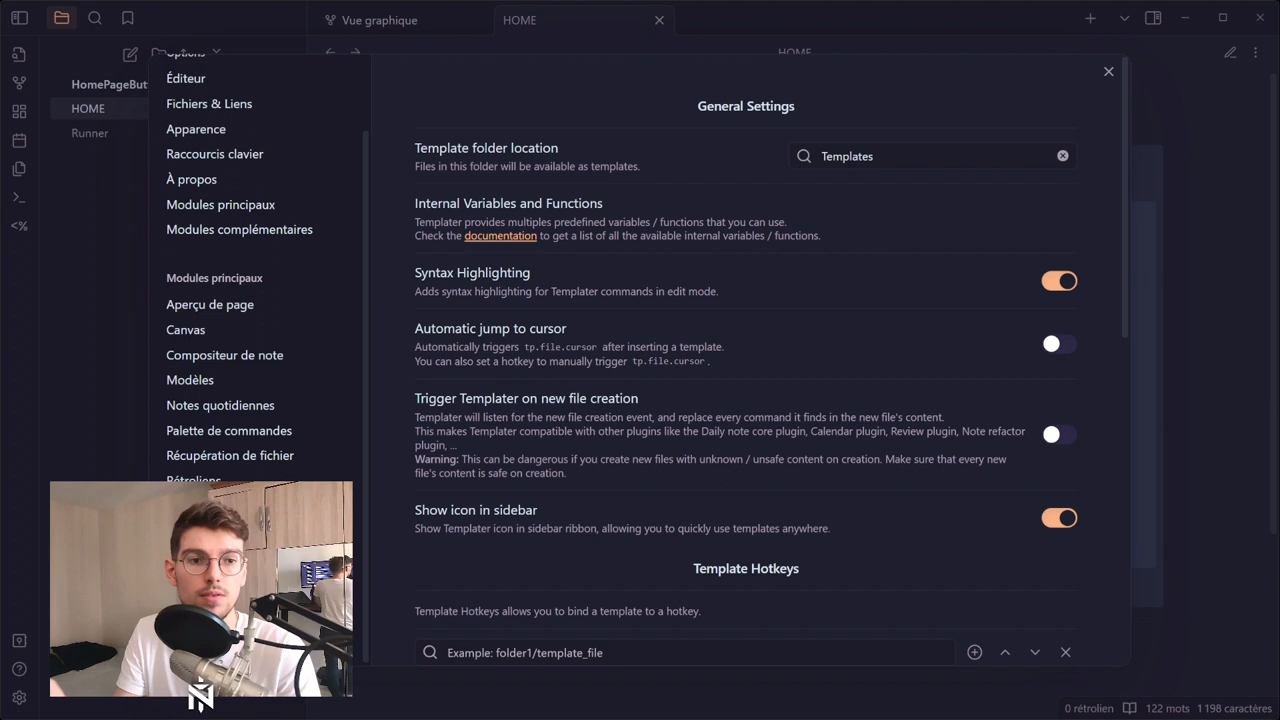 Vue graphique
HOME
HOME
HomePageBut
HOME
Runner
Options
Éditeur
Fichiers & Liens
Apparence
Raccourcis clavier
À propos
Modules principaux
Modules complémentaires
Modules principaux
Aperçu de page
Canvas
Compositeur de note
Modèles
Notes quotidiennes
Palette de commandes
Récupération de fichier
Rétroliens
General Settings
Template folder location
Files in this folder will be available as templates.
Templates
Internal Variables and Functions
Templater provides multiples predefined variables / functions that you can use.
Check the documentation to get a list of all the available internal variables / functions.
Syntax Highlighting
Adds syntax highlighting for Templater commands in edit mode.
Automatic jump to cursor
Automatically triggers tp.file.cursor after inserting a template.
You can also set a hotkey to manually trigger tp.file.cursor.
Trigger Templater on new file creation
Templater will listen for the new file creation event, and replace every command it finds in the new file's content.
This makes Templater compatible with other plugins like the Daily note core plugin, Calendar plugin, Review plugin, Note refactor
plugin, ...
Warning: This can be dangerous if you create new files with unknown / unsafe content on creation. Make sure that every new
file's content is safe on creation.
Show icon in sidebar
Show Templater icon in sidebar ribbon, allowing you to quickly use templates anywhere.
Template Hotkeys
Template Hotkeys allows you to bind a template to a hotkey.
Example: folder1/template_file
<%
0 rétrolien
122 mots
1 198 caractères